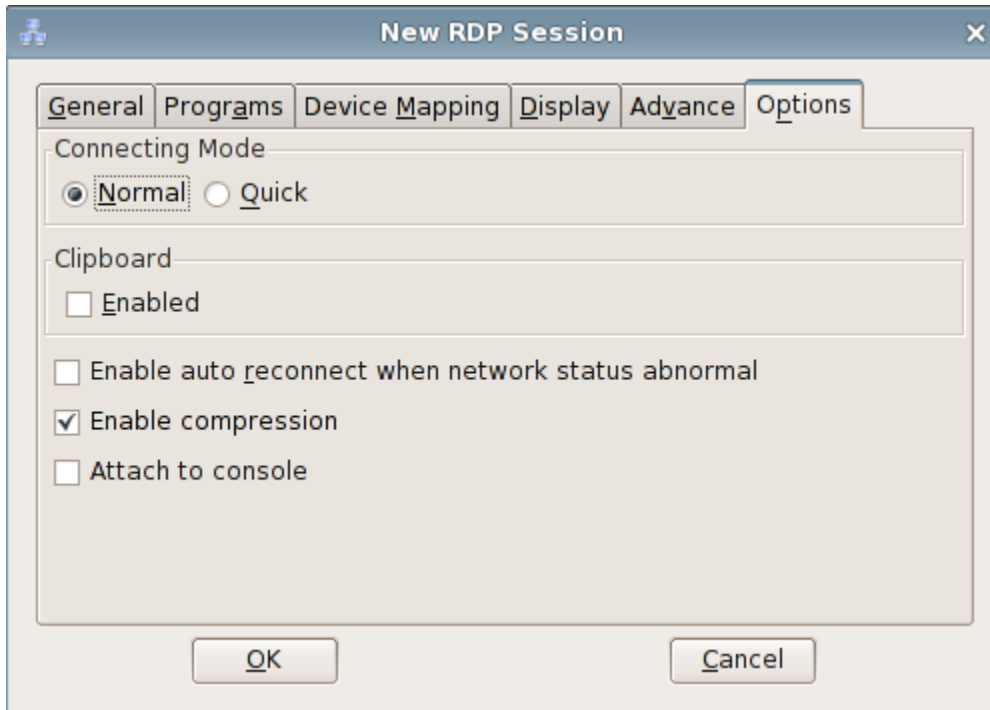 New RDP Session
General Programs Device Mapping Display Advance Options
Connecting Mode
Normal Quick
Clipboard
Enabled
Enable auto reconnect when network status abnormal
Enable compression
Attach to console
OK Cancel